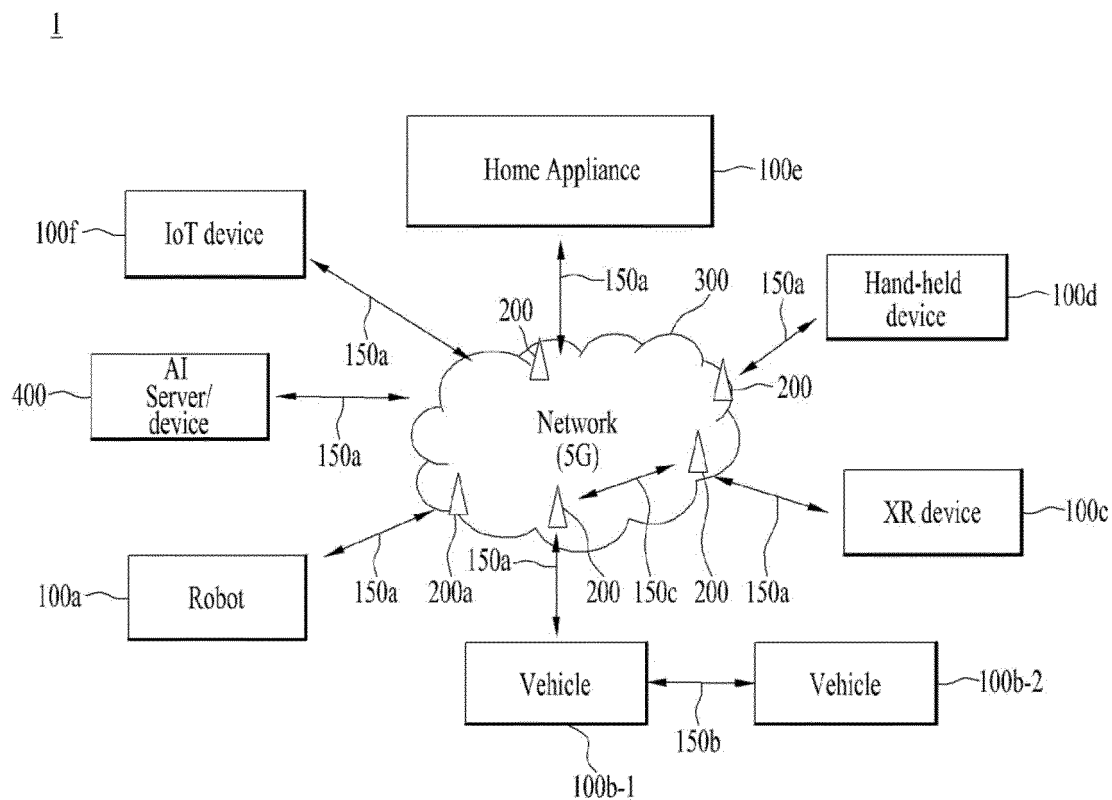 1
Home Appliance
100e
IoT device
100f
150a
300
150a
Hand-held
device
100d
200
150a
AI
Server/
device
400
200
Network
(5G)
150a
XR device
100c
150a
150a
200a
200
150c
200
150a
Robot
100a
Vehicle
Vehicle
100b-2
150b
100b-1